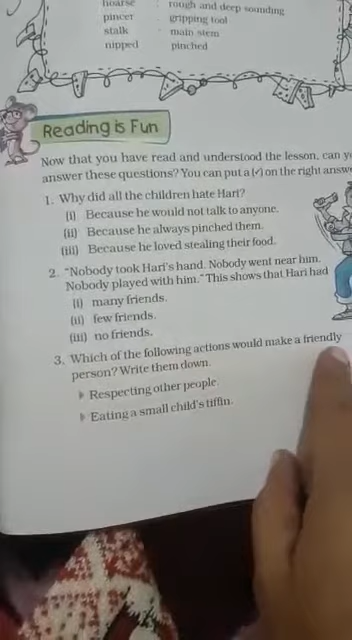 hoarse - rough and deep sounding
pincer - gripping tool
stalk - main stem
nipped - pinched
Reading is Fun
Now that you have read and understood the lesson, can
answer these questions? You can put a (✓) on the right
1. Why did all the children hate Hari?
(i) Because he would not talk to anyone.
(ii) Because he always pinched them.
(iii) Because he loved stealing their food.
2. "Nobody took Hari's hand. Nobody went near him.
Nobody played with him." This shows that Hari had
(i) many friends.
(ii) few friends.
(iii) no friends.
3. Which of the following actions would make a friendly
person? Write them down.
Respecting other people
Eating a small child's tiffin.